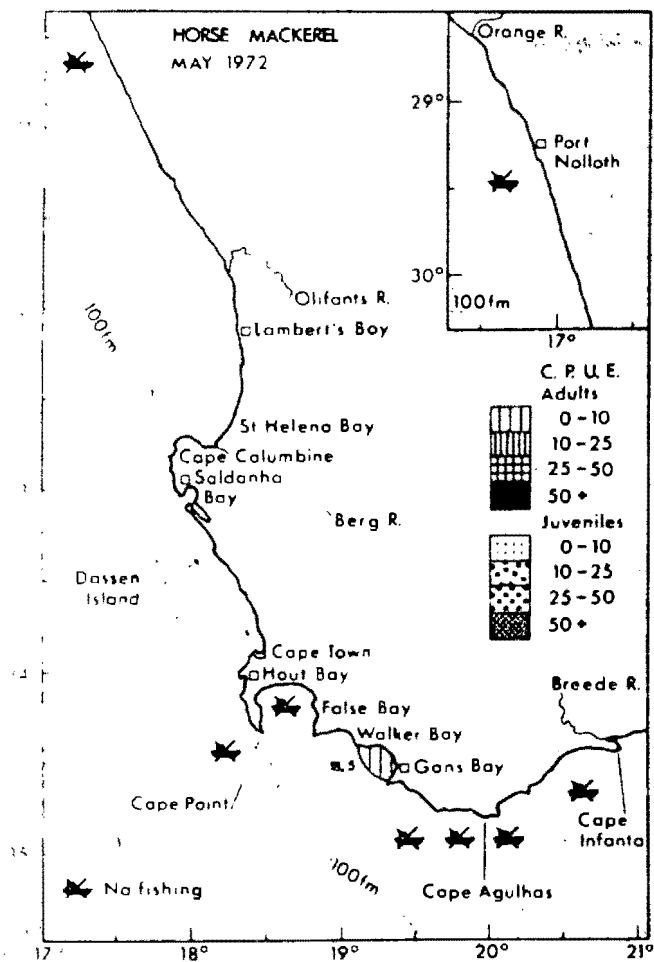 HORSE MACKEREL
MAY 1972
Orange R.
29°
Port
Nolloth
30°
100fm
17°
Olifants R.
100fm
Lambert's Bay
C. P. U. E.
Adults
0-10
10-25
25-50
50+
Juveniles
0-10
10-25
25-50
50+
St Helena Bay
Cape Columbine
Saldanha
Bay
Berg R.
Dassen
Island
Cape Town
Hout Bay
Breede R.
False Bay
Walker Bay
Gans Bay
Cape Point
Cape
Infanta
100fm
Cape Agulhas
No fishing
17
18°
19°
20°
21°